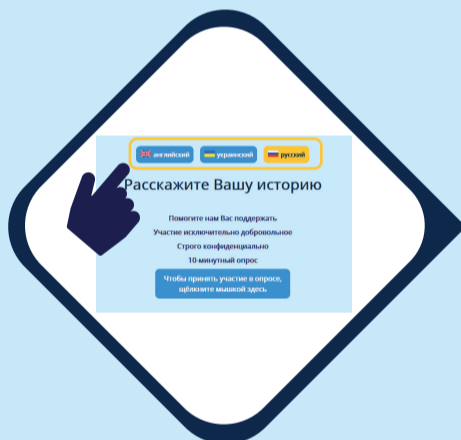 английский украинский русский
Расскажите Вашу историю
Помогите нам Вас поддержать
Участие исключительно добровольное
Строго конфиденциально
10-минутный опрос
Чтобы принять участие в опросе,
щёлкните мышкой здесь